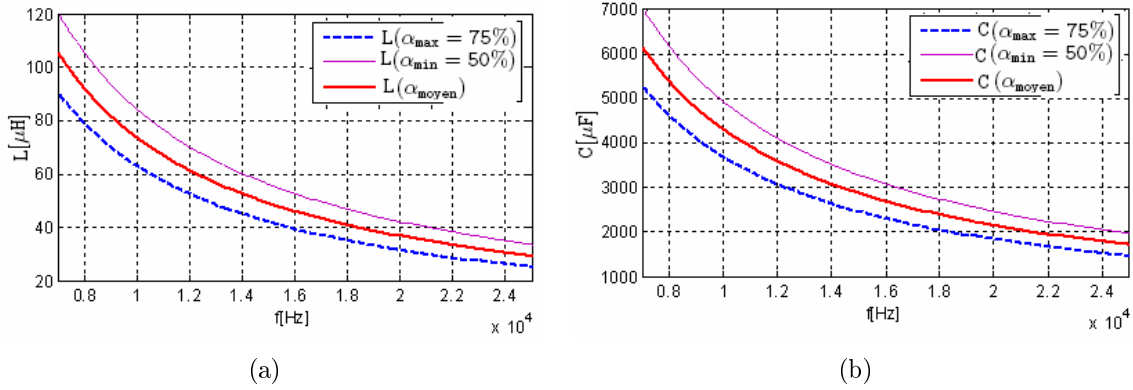 120
100
80
60
40
20
L[μH]
L(αmax = 75%)
L(αmin = 50%)
L(αmoyen)
0.8 1 1.2 1.4 1.6 1.8 2 2.2 2.4
f[Hz]
x 10^4
(a)
7000
6000
5000
4000
3000
2000
1000
C[μF]
C(αmax = 75%)
C(αmin = 50%)
C(αmoyen)
0.8 1 1.2 1.4 1.6 1.8 2 2.2 2.4
f[Hz]
x 10^4
(b)